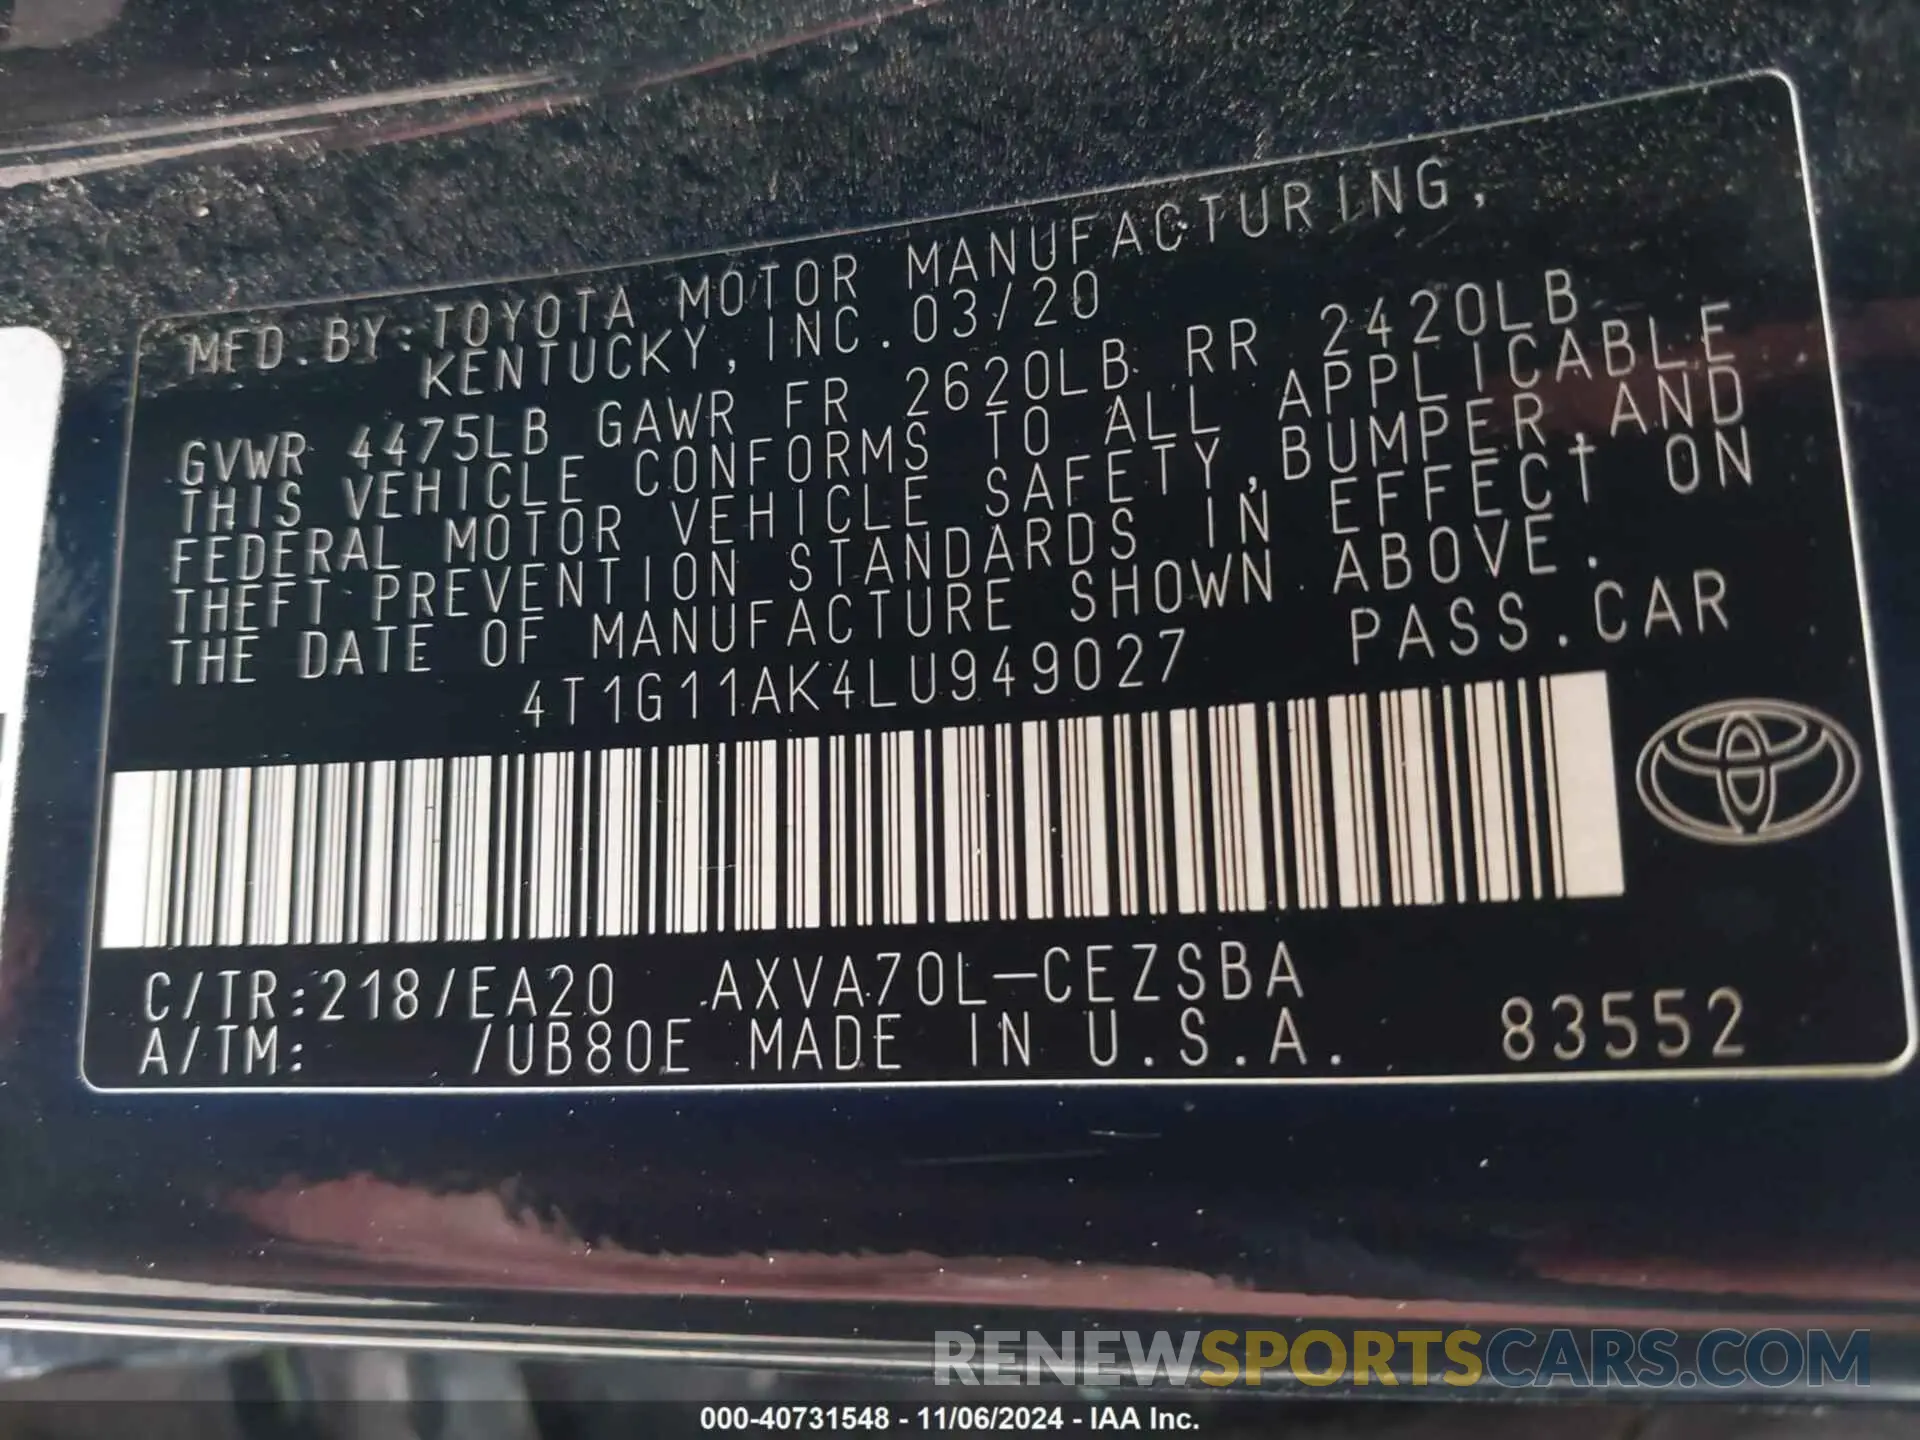 MFD BY TOYOTA MOTOR MANUFACTURING,
KENTUCKY, INC. 03/20
GVWR 4475LB GAWR FR 2620LB RR 2420LB
THIS VEHICLE CONFORMS TO ALL APPLICABLE
FEDERAL MOTOR VEHICLE SAFETY, BUMPER, AND
THEFT PREVENTION STANDARDS IN EFFECT ON
THE DATE OF MANUFACTURE SHOWN ABOVE.
4T1G11AK4LU949027 PASS. CAR
C/TR:218/EA20 AXVA70L-CEZSBA
A/TM: /UB80E MADE IN U.S.A. 83552
RENEWSPORTSCARS.COM
000-40731548 - 11/06/2024 - IAA Inc.